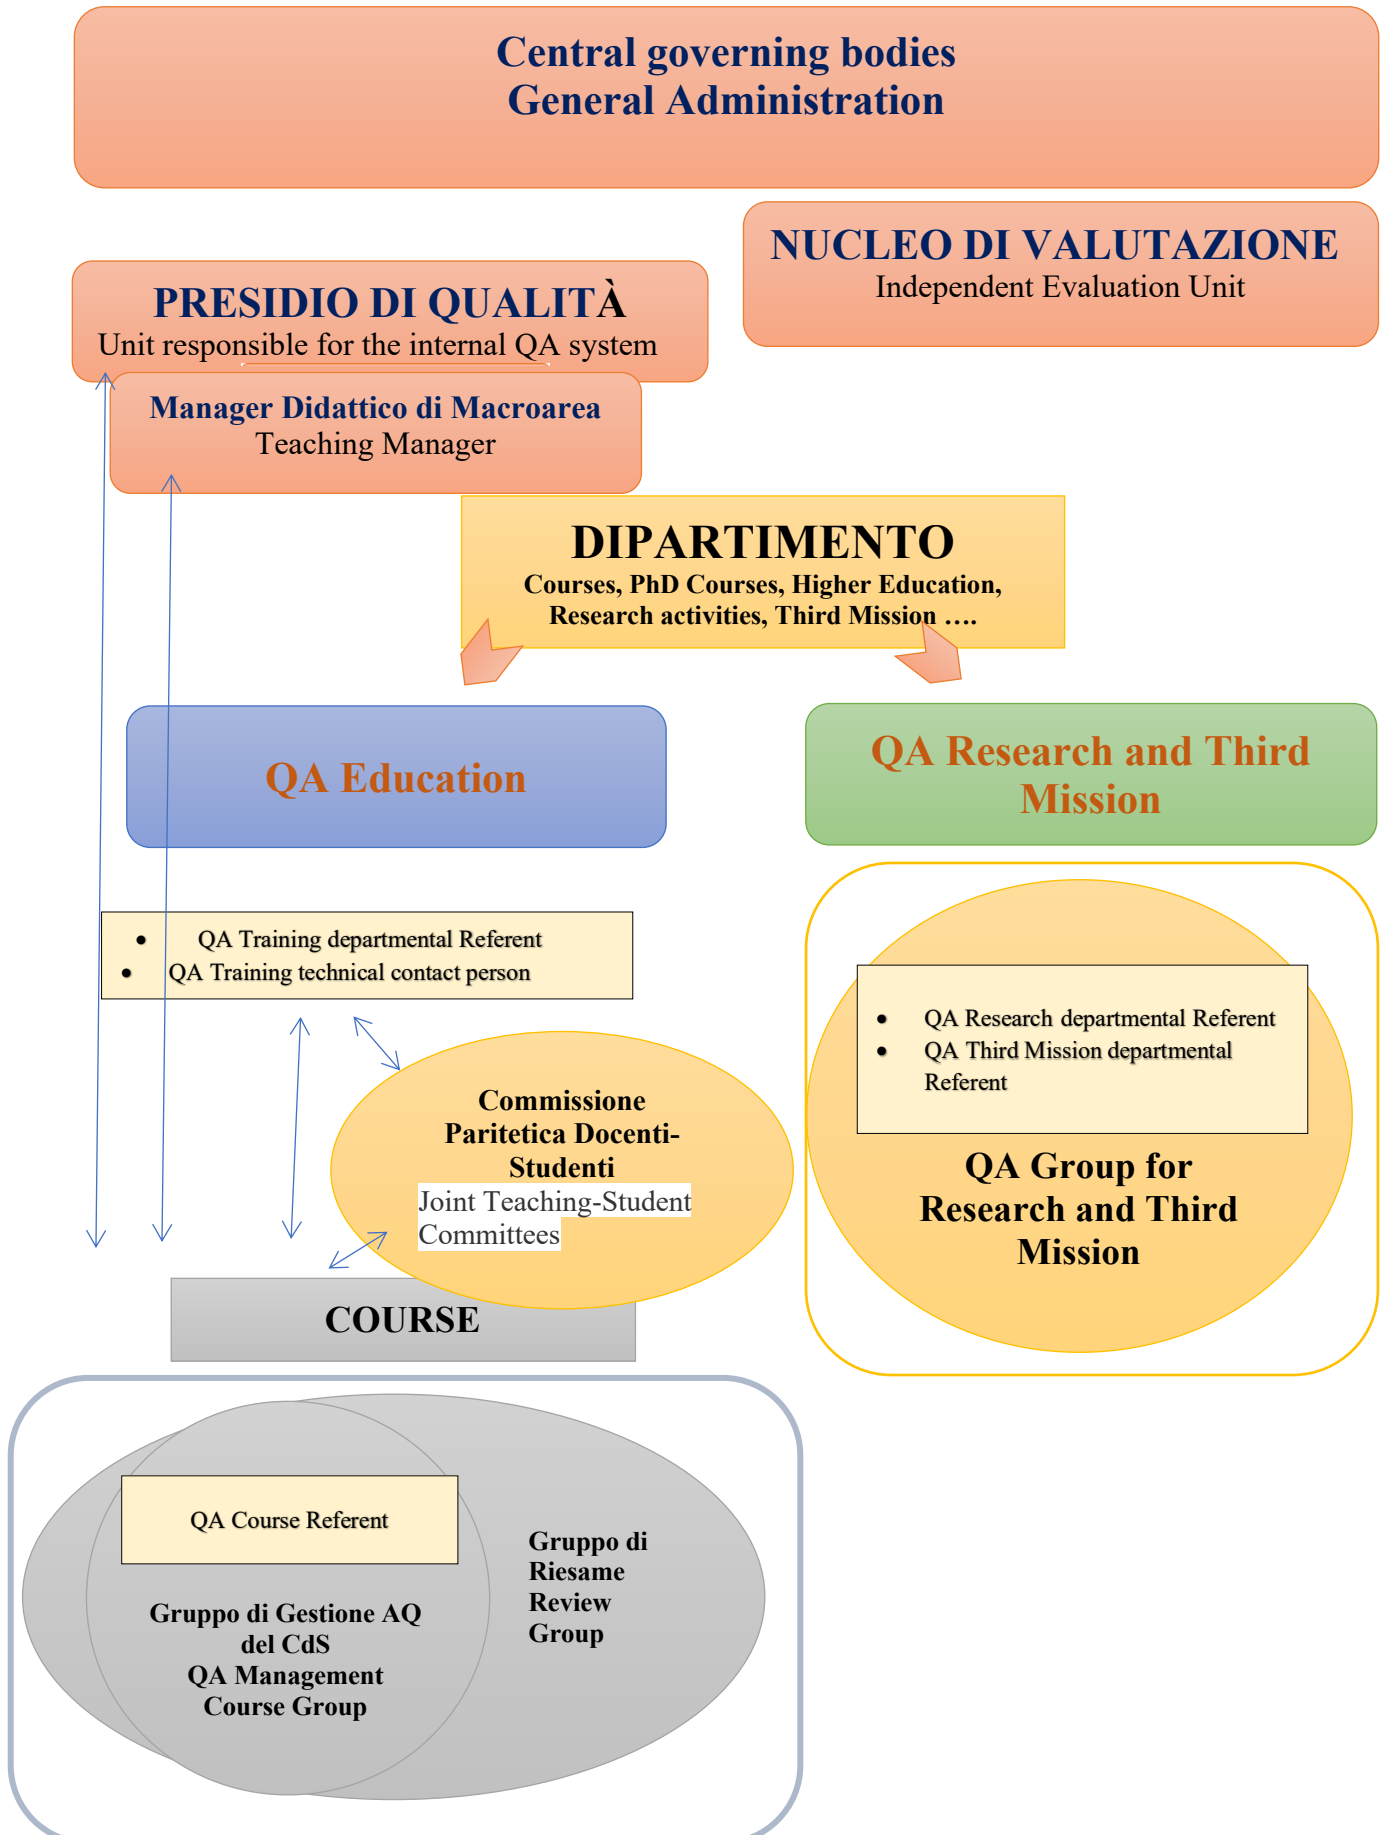 Central governing bodies
General Administration
NUCLEO DI VALUTAZIONE
Independent Evaluation Unit
PRESIDIO DI QUALITÀ
Unit responsible for the internal QA system
Manager Didattico di Macroarea
Teaching Manager
DIPARTIMENTO
Courses, PhD Courses, Higher Education,
Research activities, Third Mission ….
QA Education
QA Research and Third
Mission
• QA Training departmental Referent
• QA Training technical contact person
• QA Research departmental Referent
• QA Third Mission departmental
Referent
QA Group for
Research and Third
Mission
Commissione
Paritetica Docenti-
Studenti
Joint Teaching-Student
Committees
COURSE
QA Course Referent
Gruppo di Gestione AQ
del CdS
QA Management
Course Group
Gruppo di
Riesame
Review
Group